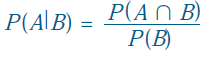 P(A|B) = P(A ∩ B) / P(B)